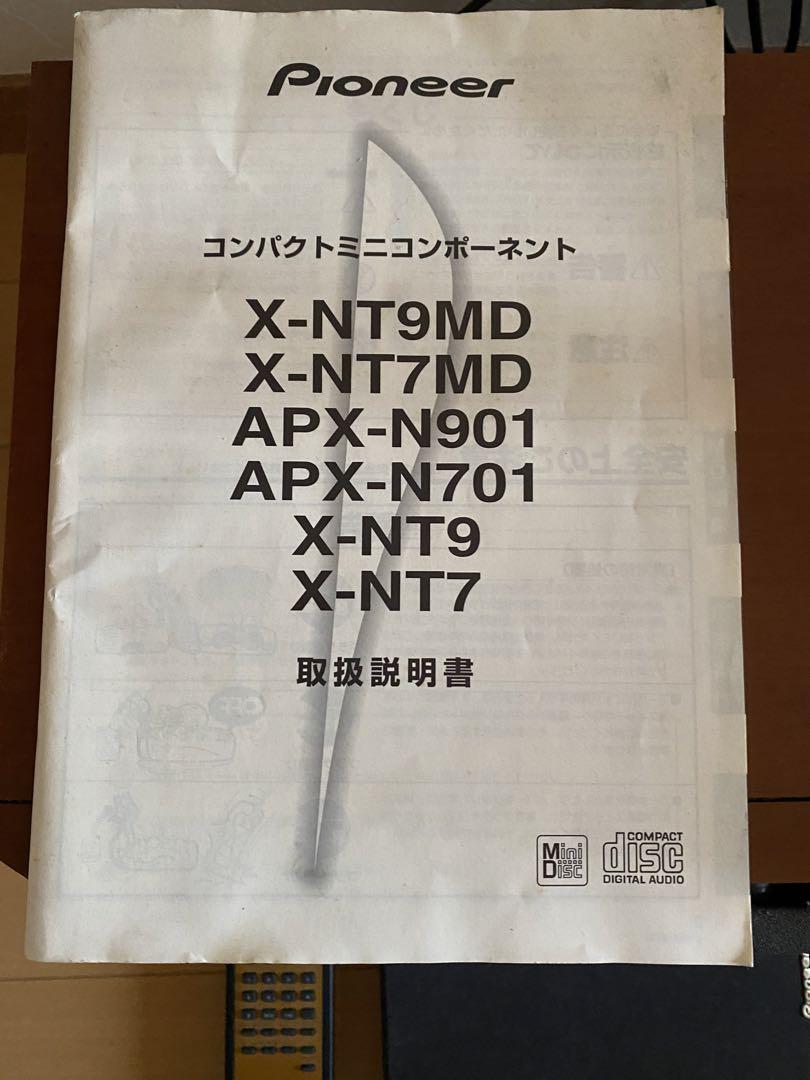 Pioneer
コンパクトミニコンポーネント
X-NT9MD
X-NT7MD
APX-N901
APX-N701
X-NT9
X-NT7
取扱説明書
Mini
Disc
COMPACT
disc
DIGITAL AUDIO
Pioneer